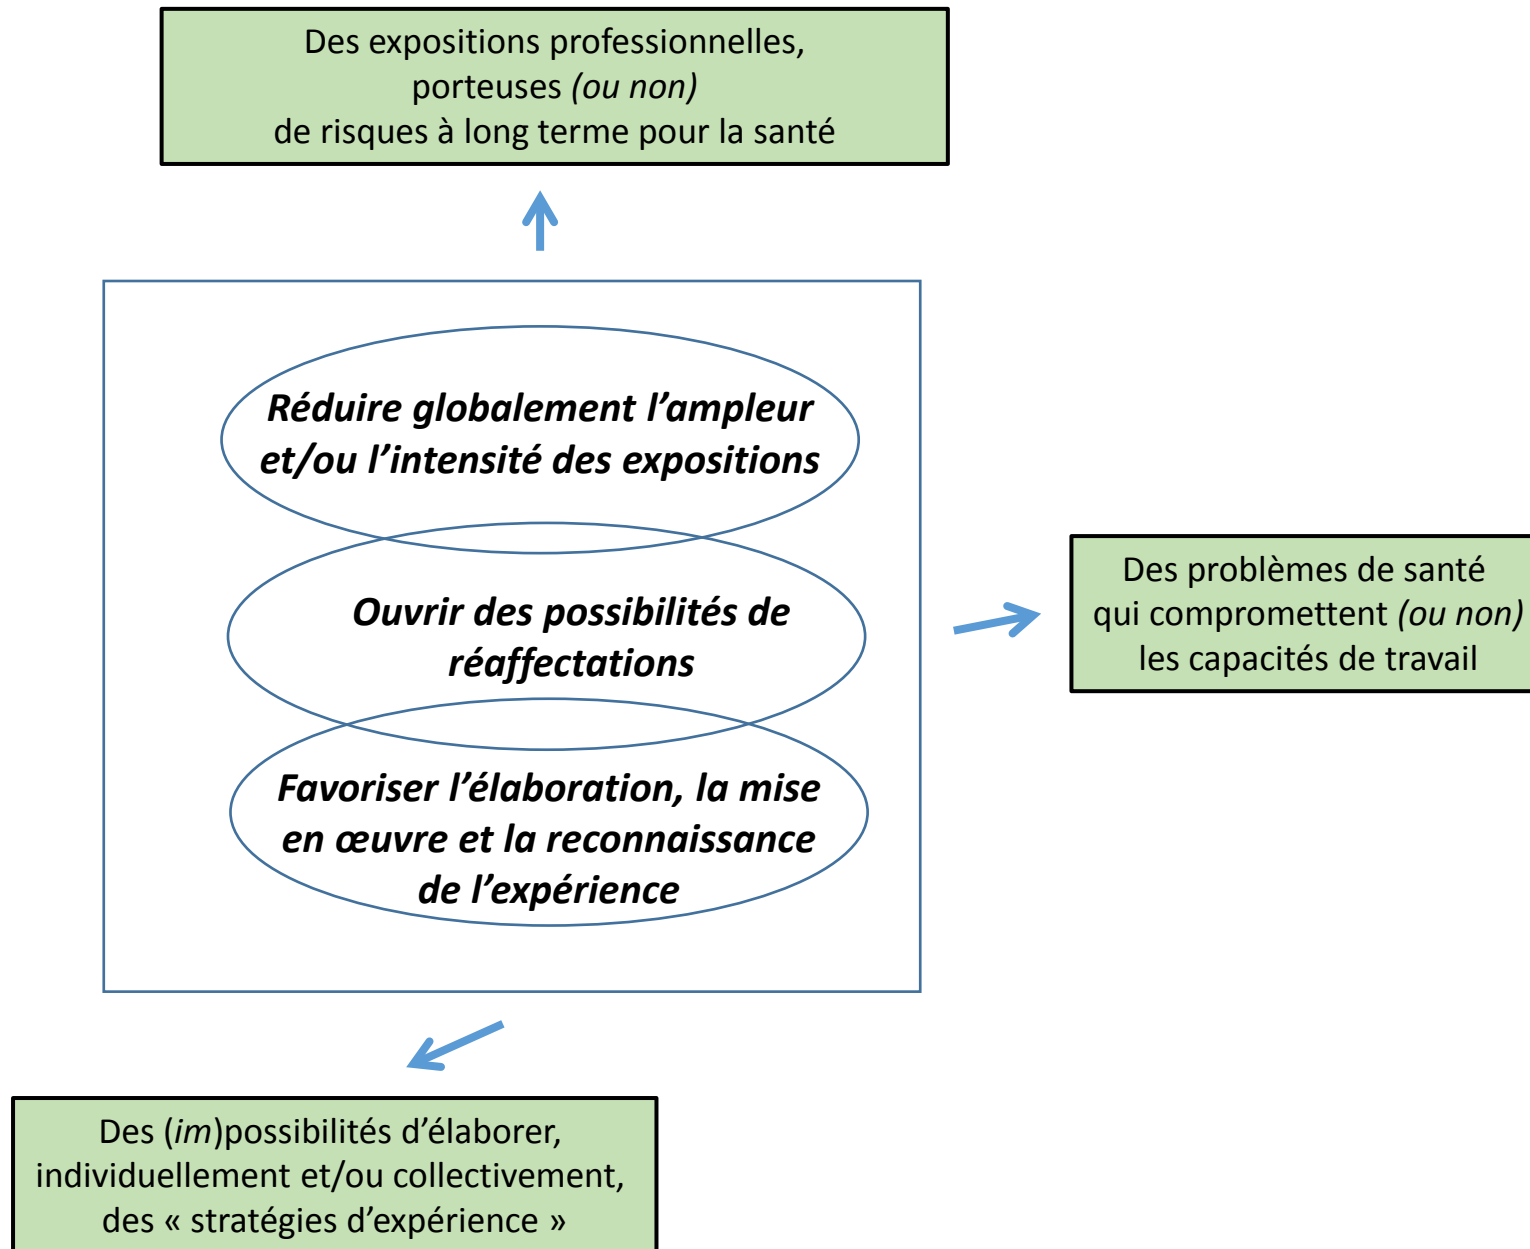 Des expositions professionnelles,
porteuses (ou non)
de risques à long terme pour la santé
Réduire globalement l’ampleur
et/ou l’intensité des expositions
Ouvrir des possibilités de
réaffectations
Favoriser l’élaboration, la mise
en œuvre et la reconnaissance
de l’expérience
Des problèmes de santé
qui compromettent (ou non)
les capacités de travail
Des (im)possibilités d’élaborer,
individuellement et/ou collectivement,
des « stratégies d’expérience »